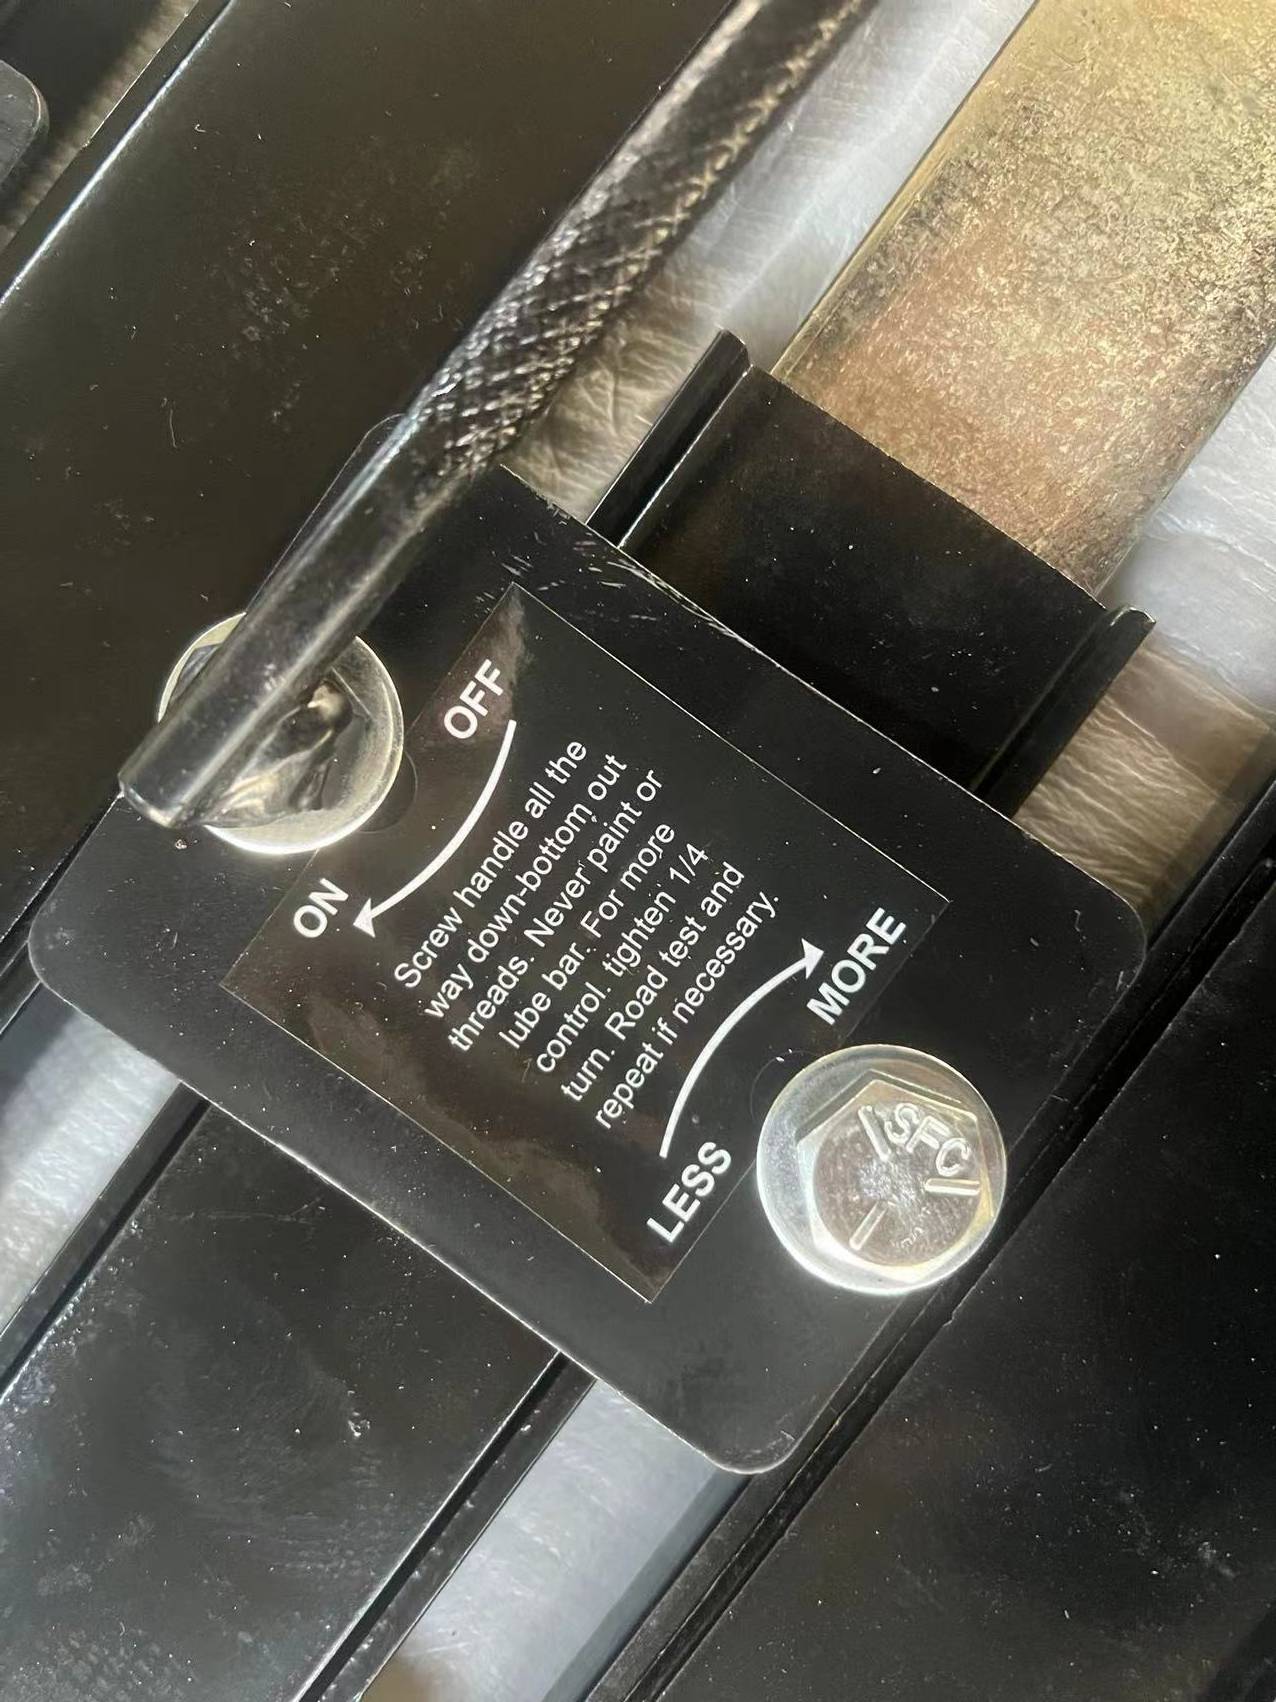 OFF
ON
Screw handle all the
way down-bottom out
threads. Never paint or
lube bar. For more
control. tighten 1/4
turn. Road test and
repeat if necessary.
MORE
LESS
SFC